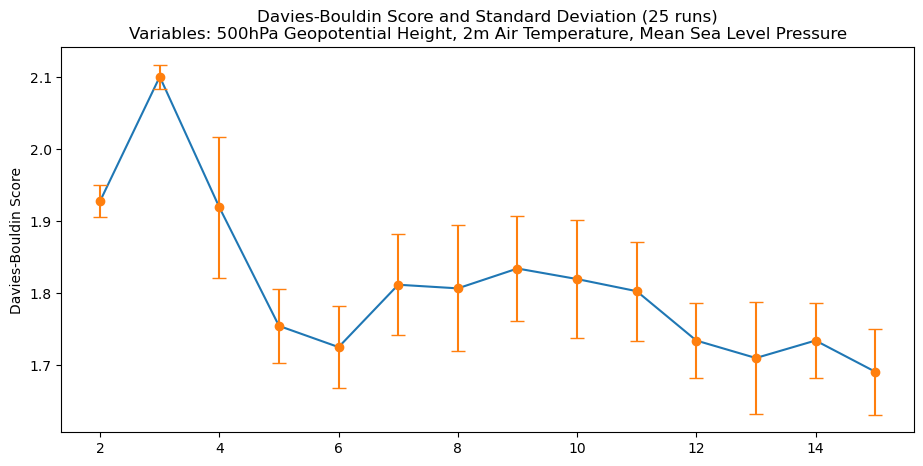 Davies-Bouldin Score and Standard Deviation (25 runs)
Variables: 500hPa Geopotential Height, 2m Air Temperature, Mean Sea Level Pressure
Davies-Bouldin Score
2.1
2.0
1.9
1.8
1.7
2 4 6 8 10 12 14